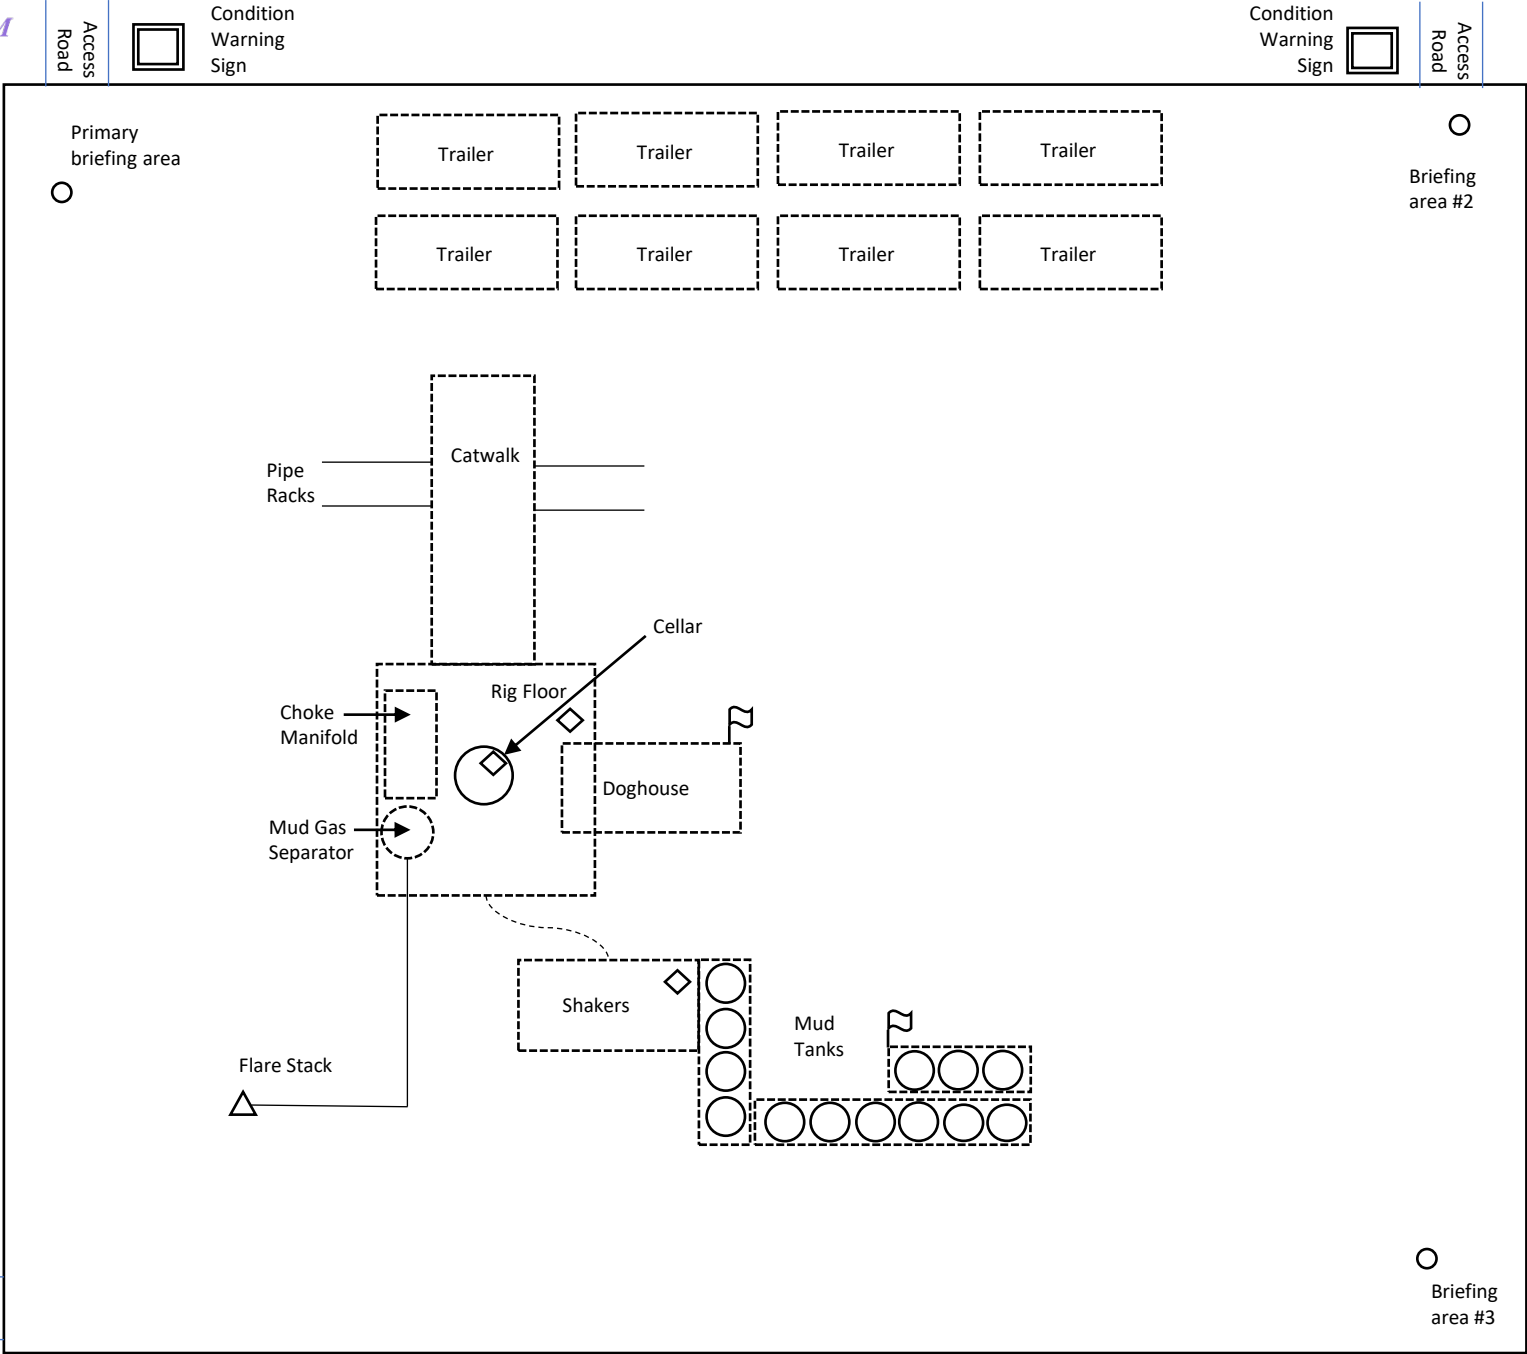 M
Access
Road
Condition
Warning
Sign
Condition
Warning
Sign
Access
Road
Primary
briefing area
Trailer
Trailer
Trailer
Trailer
Briefing
area #2
Trailer
Trailer
Trailer
Trailer
Catwalk
Pipe
Racks
Cellar
Rig Floor
Choke
Manifold
Doghouse
Mud Gas
Separator
Shakers
Mud
Tanks
Flare Stack
Briefing
area #3